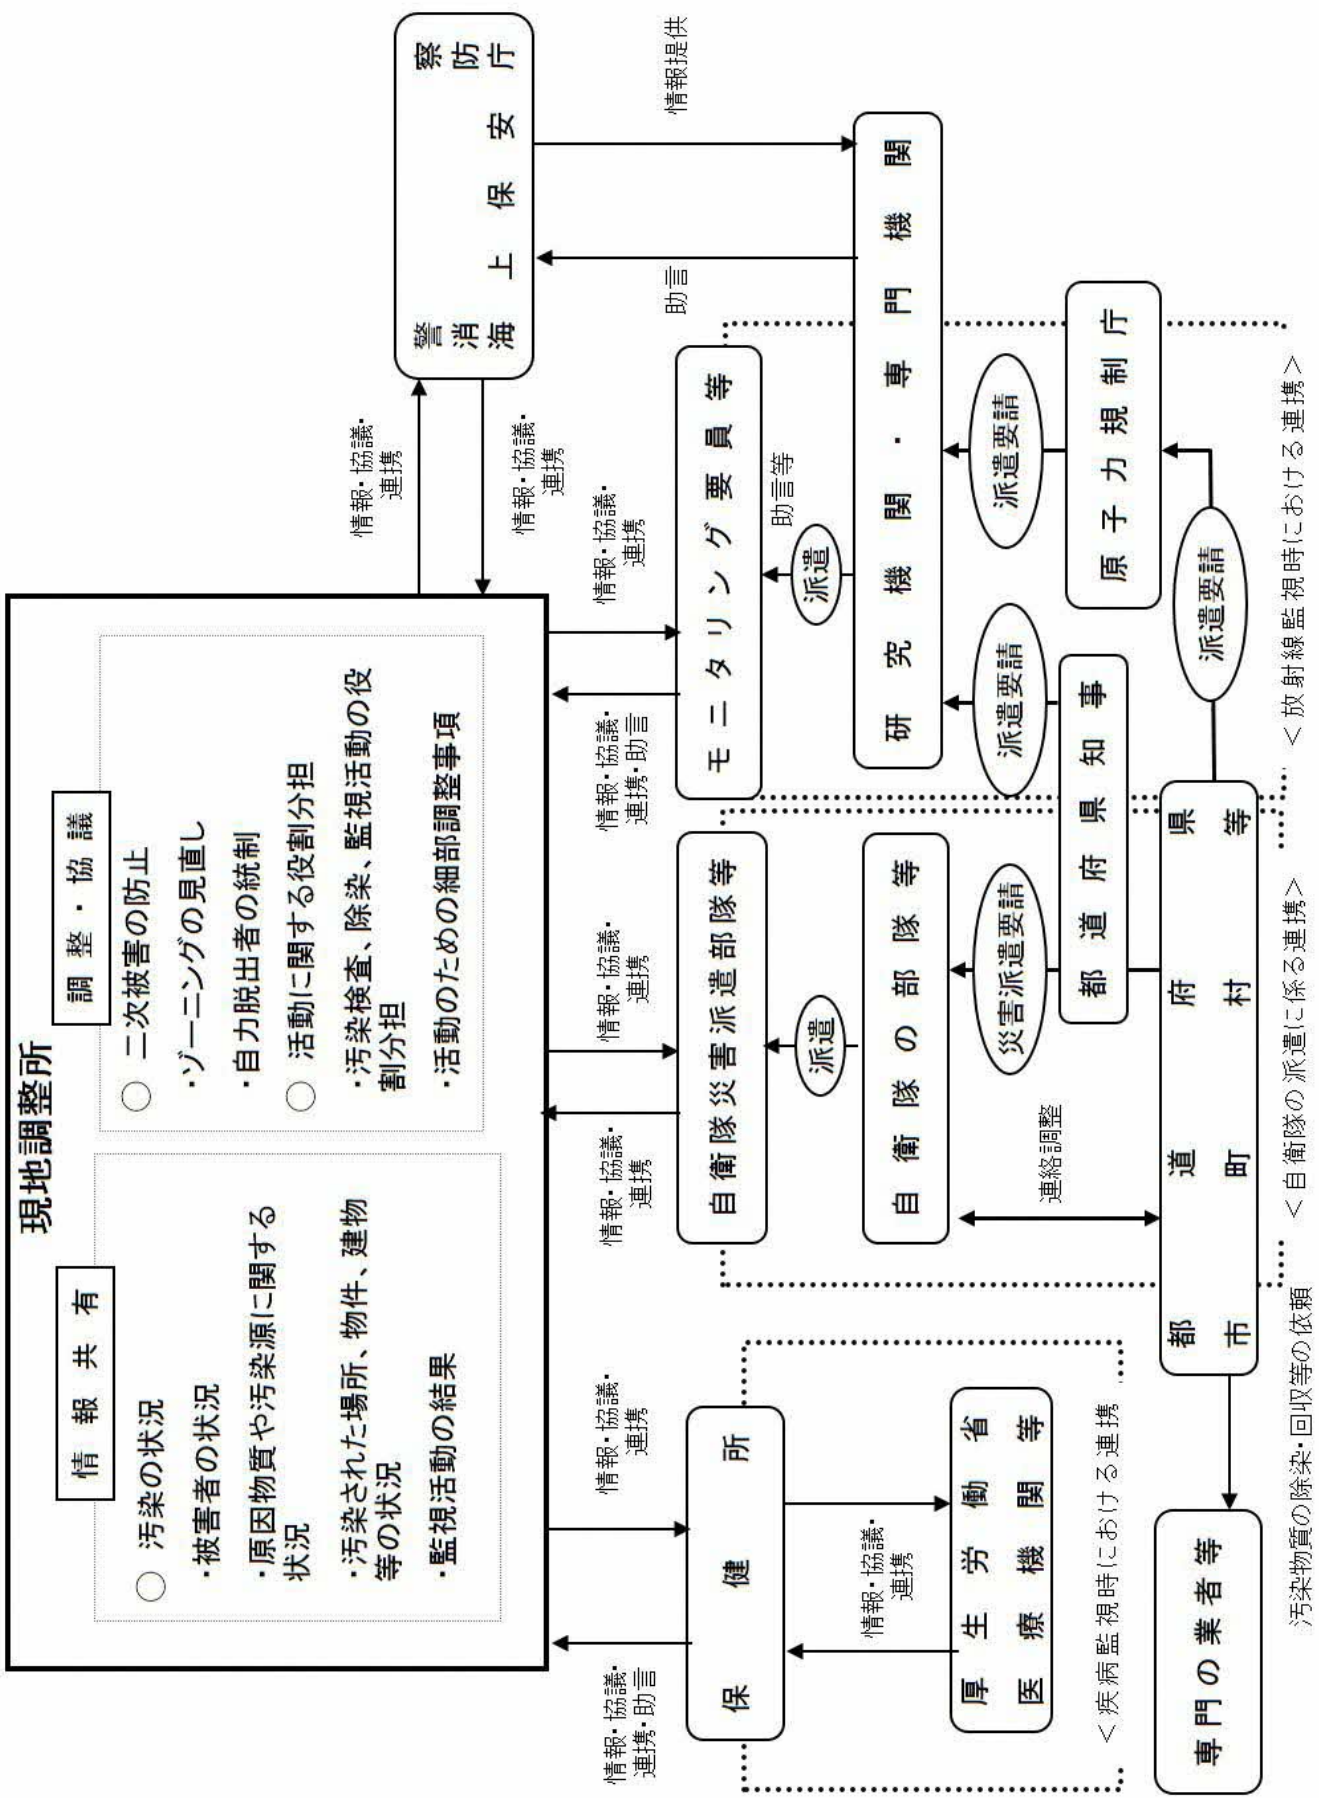 現地調整所
情報共有
○ 汚染の状況
・被害者の状況
・原因物質や汚染源に関する
状況
・汚染された場所、物件、建物
等の状況
・監視活動の結果
調整・協議
○ 二次被害の防止
・ゾーニングの見直し
・自力脱出者の統制
○ 活動に関する役割分担
・汚染検査、除染、監視活動の役
割分担
・活動のための細部調整事項
情報・協議・
連携
情報・協議・
連携
警察
消防
海上保安庁
情報提供
助言
情報・協議・
連携・助言
情報・協議・
連携
保健所
情報・協議・
連携
厚生労働省
医療機関等
<疾病監視時における連携
情報・協議・
連携
情報・協議・
連携
自衛隊災害派遣部隊等
派遣
自衛隊の部隊等
災害派遣要請
連絡調整
<自衛隊の派遣に係る連携>
情報・協議・
連携・助言
情報・協議・
連携
モニタリング要員等
派遣
助言等
研究機関・専門機関
派遣要請
派遣要請
都道府県知事
原子力規制庁
派遣要請
<放射線監視時における連携>
都道府県
市町村等
専門の業者等
汚染物質の除染・回収等の依頼